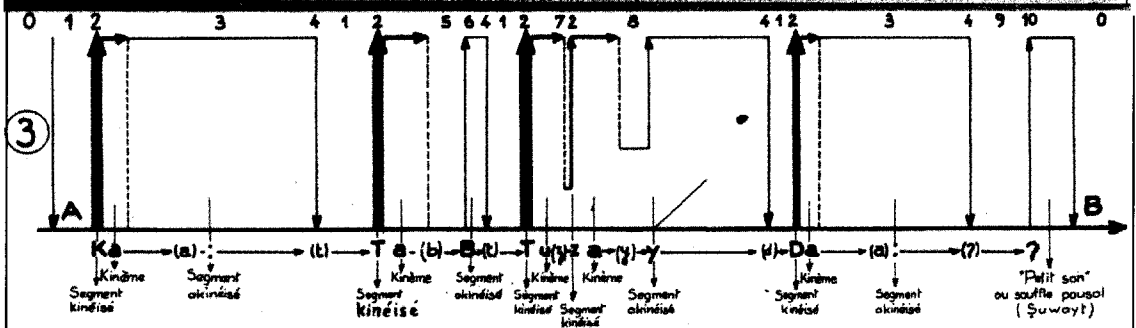 0 1 2 3 4 1 2 5 6 4 1 2 7 2 8 4 1 2 3 4 9 10 0
3
A B
Ka (a) : (t) T a (b) B (t) T u (z) z a (y) y (d) Da (a) : (?) ?
Kinème Segment akinéisé Kinème Segment akinéisé Kinème Segment akinéisé Kinème Segment akinéisé "Petit son" ou souffle pausal (Ṣuwayt)
Segment kinéisé Segment kinéisé Segment kinéisé Segment kinéisé Segment kinéisé